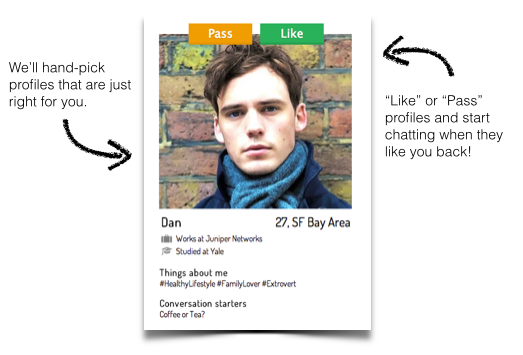 Pass
Like
We'll hand-pick
profiles that are just
right for you.
“Like” or “Pass”
profiles and start
chatting when they
like you back!
Dan
27, SF Bay Area
Works at Juniper Networks
Studied at Yale
Things about me
#HealthyLifestyle #FamilyLover #Extrovert
Conversation starters
Coffee or Tea?